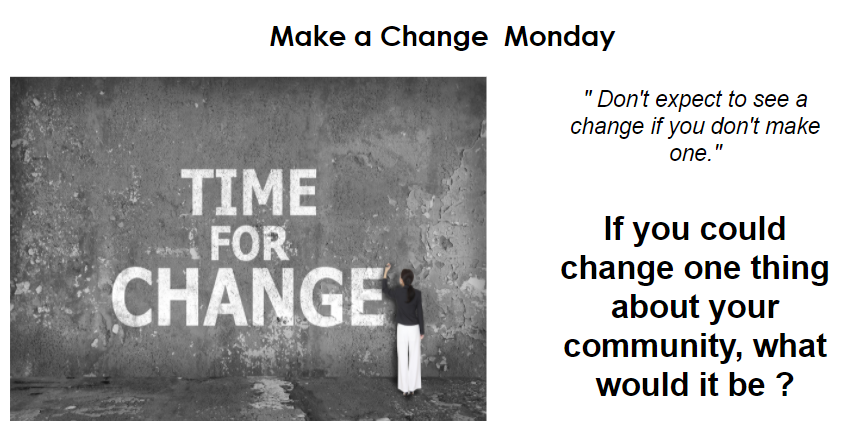 Make a Change  Monday
TIME
FOR
CHANGE
" Don't expect to see a
change if you don't make
one."
If you could
change one thing
about your
community, what
would it be ?